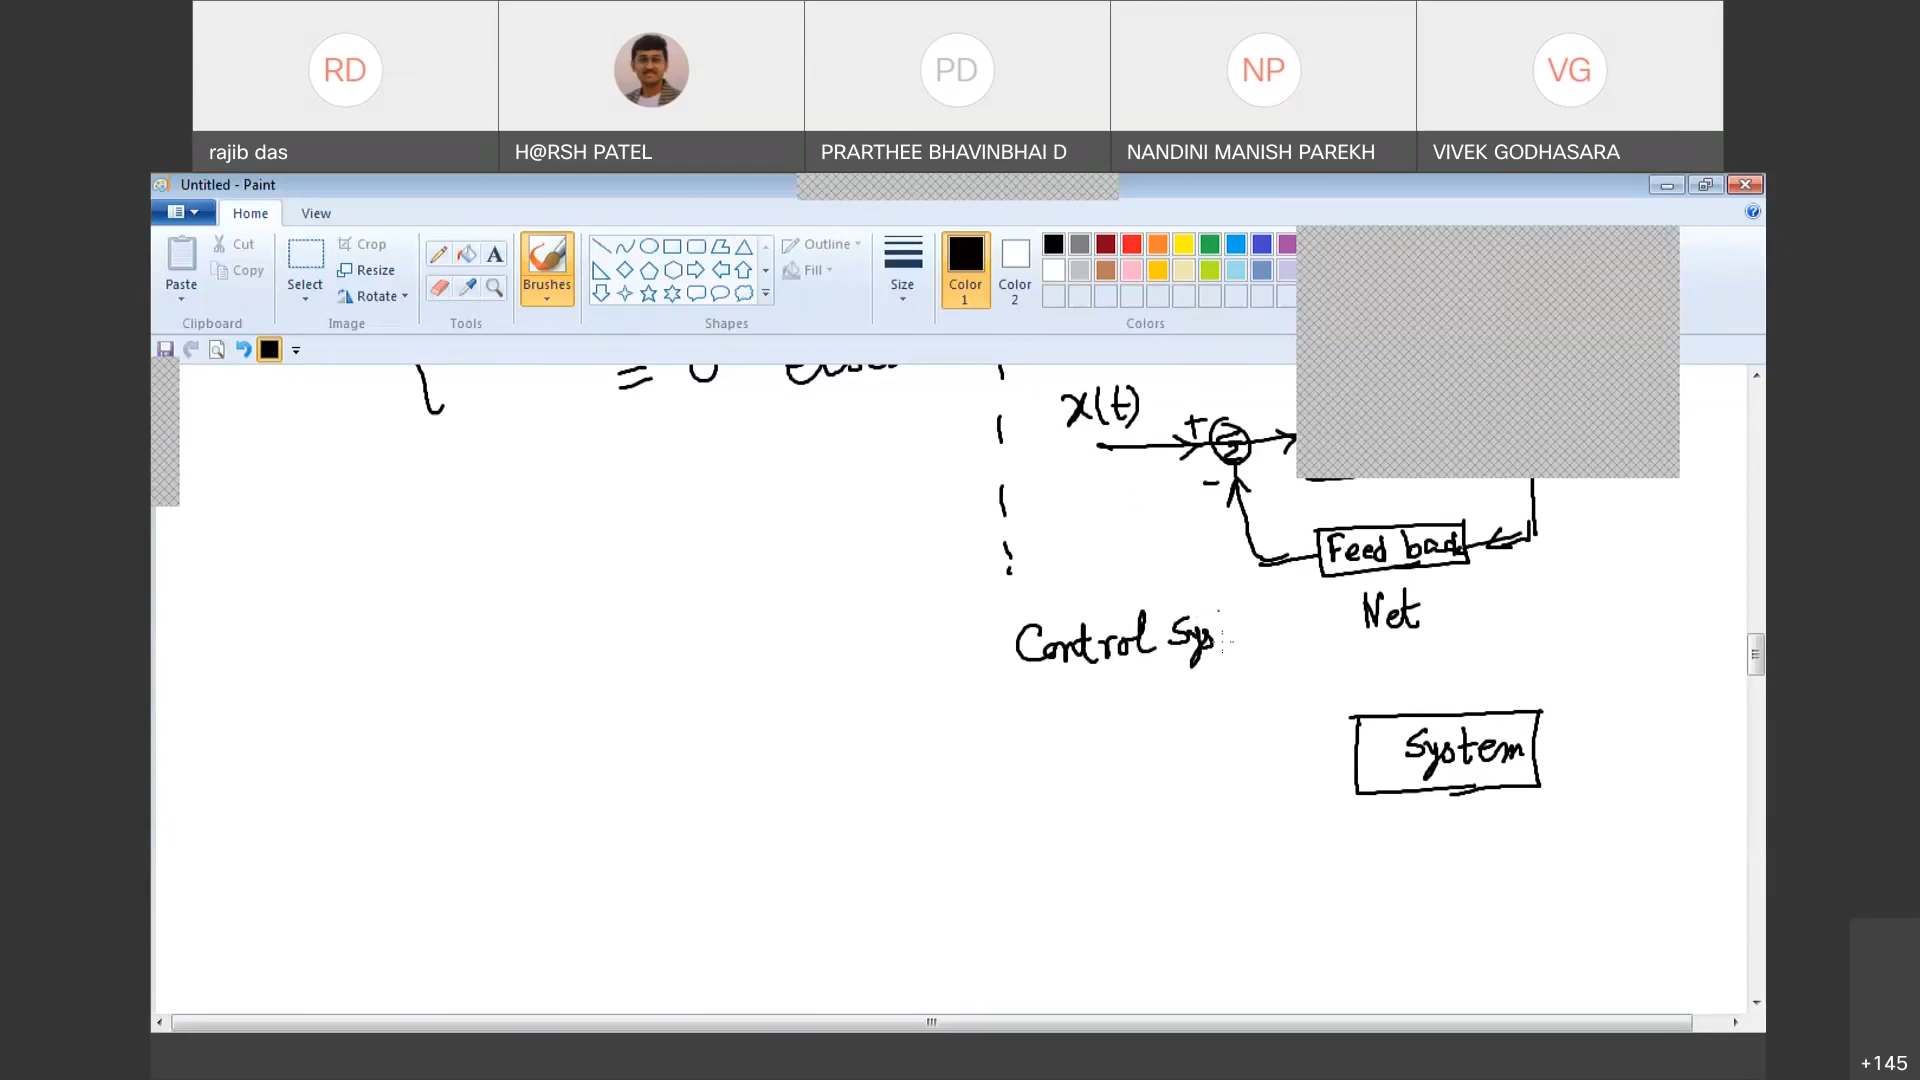 RD
PD
NP
VG
rajib das
H@RSH PATEL
PRARTHEE BHAVINBHAI D
NANDINI MANISH PAREKH
VIVEK GODHASARA
Untitled - Paint
Home View
Cut
Copy
Paste
Clipboard
Select
Crop
Resize
Rotate
Image
A
Tools
Brushes
Outline
Fill
Shapes
Size
Color 1
Color 2
Colors
= 0
x(t)
+
Σ
-
Feed back
Net
Control Sys
System
+145